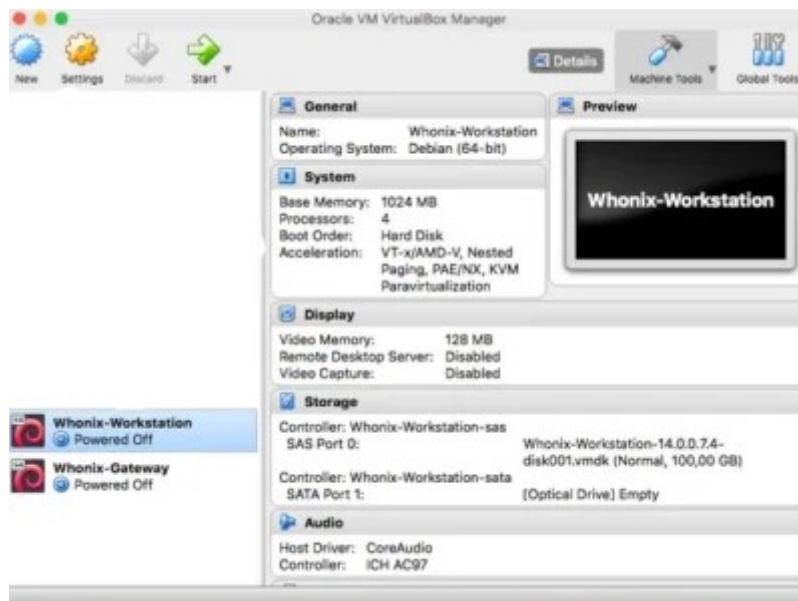 Oracle VM VirtualBox Manager
New
Settings
Discard
Start
Details
Machine Tools
Global Tools
General
Name: Whonix-Workstation
Operating System: Debian (64-bit)
System
Base Memory: 1024 MB
Processors: 4
Boot Order: Hard Disk
Acceleration: VT-x/AMD-V, Nested
Paging, PAE/NX, KVM
Paravirtualization
Preview
Whonix-Workstation
Display
Video Memory: 128 MB
Remote Desktop Server: Disabled
Video Capture: Disabled
Storage
Controller: Whonix-Workstation-sas
SAS Port 0: Whonix-Workstation-14.0.0.7.4-
disk001.vmdk (Normal, 100,00 GB)
Controller: Whonix-Workstation-sata
SATA Port 1: [Optical Drive] Empty
Audio
Host Driver: CoreAudio
Controller: ICH AC97
Whonix-Workstation
Powered Off
Whonix-Gateway
Powered Off